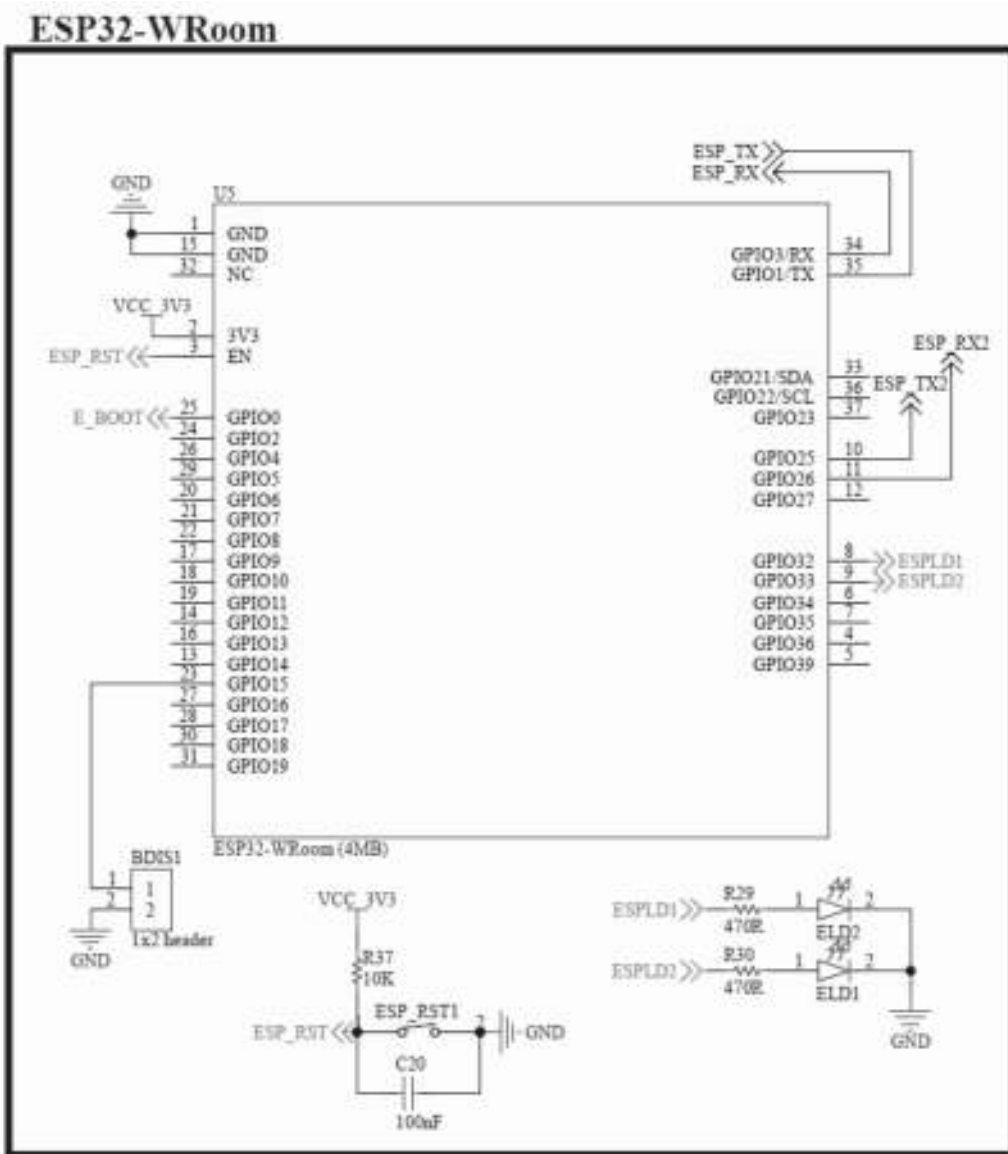 ESP32-WRoom
ESP_TX
ESP_RX
GND
U5
1 GND
15 GND
32 NC
VCC_3V3
2 3V3
ESP_RST 3 EN
E_BOOT 25 GPIO0
24 GPIO2
26 GPIO4
29 GPIO5
20 GPIO6
21 GPIO7
22 GPIO8
17 GPIO9
18 GPIO10
19 GPIO11
14 GPIO12
16 GPIO13
13 GPIO14
23 GPIO15
27 GPIO16
28 GPIO17
30 GPIO18
31 GPIO19
GPIO3/RX 34
GPIO1/TX 35
ESP_RX2
GPIO21/SDA 33
ESP_TX2
GPIO22/SCL 36
GPIO23 37
GPIO25 10
GPIO26 11
GPIO27 12
GPIO32 8 ESPLD1
GPIO33 9 ESPLD2
GPIO34 6
GPIO35 7
GPIO36 4
GPIO39 5
ESP32-WRoom (4MB)
BDIS1
1 1
2 2
1x2 header
GND
VCC_3V3
R37
10K
ESP_RST1
ESP_RST 2 GND
C20
100nF
R29
ESPLD1 1 2
470R ELD2
R30
ESPLD2 1 2
470R ELD1
GND